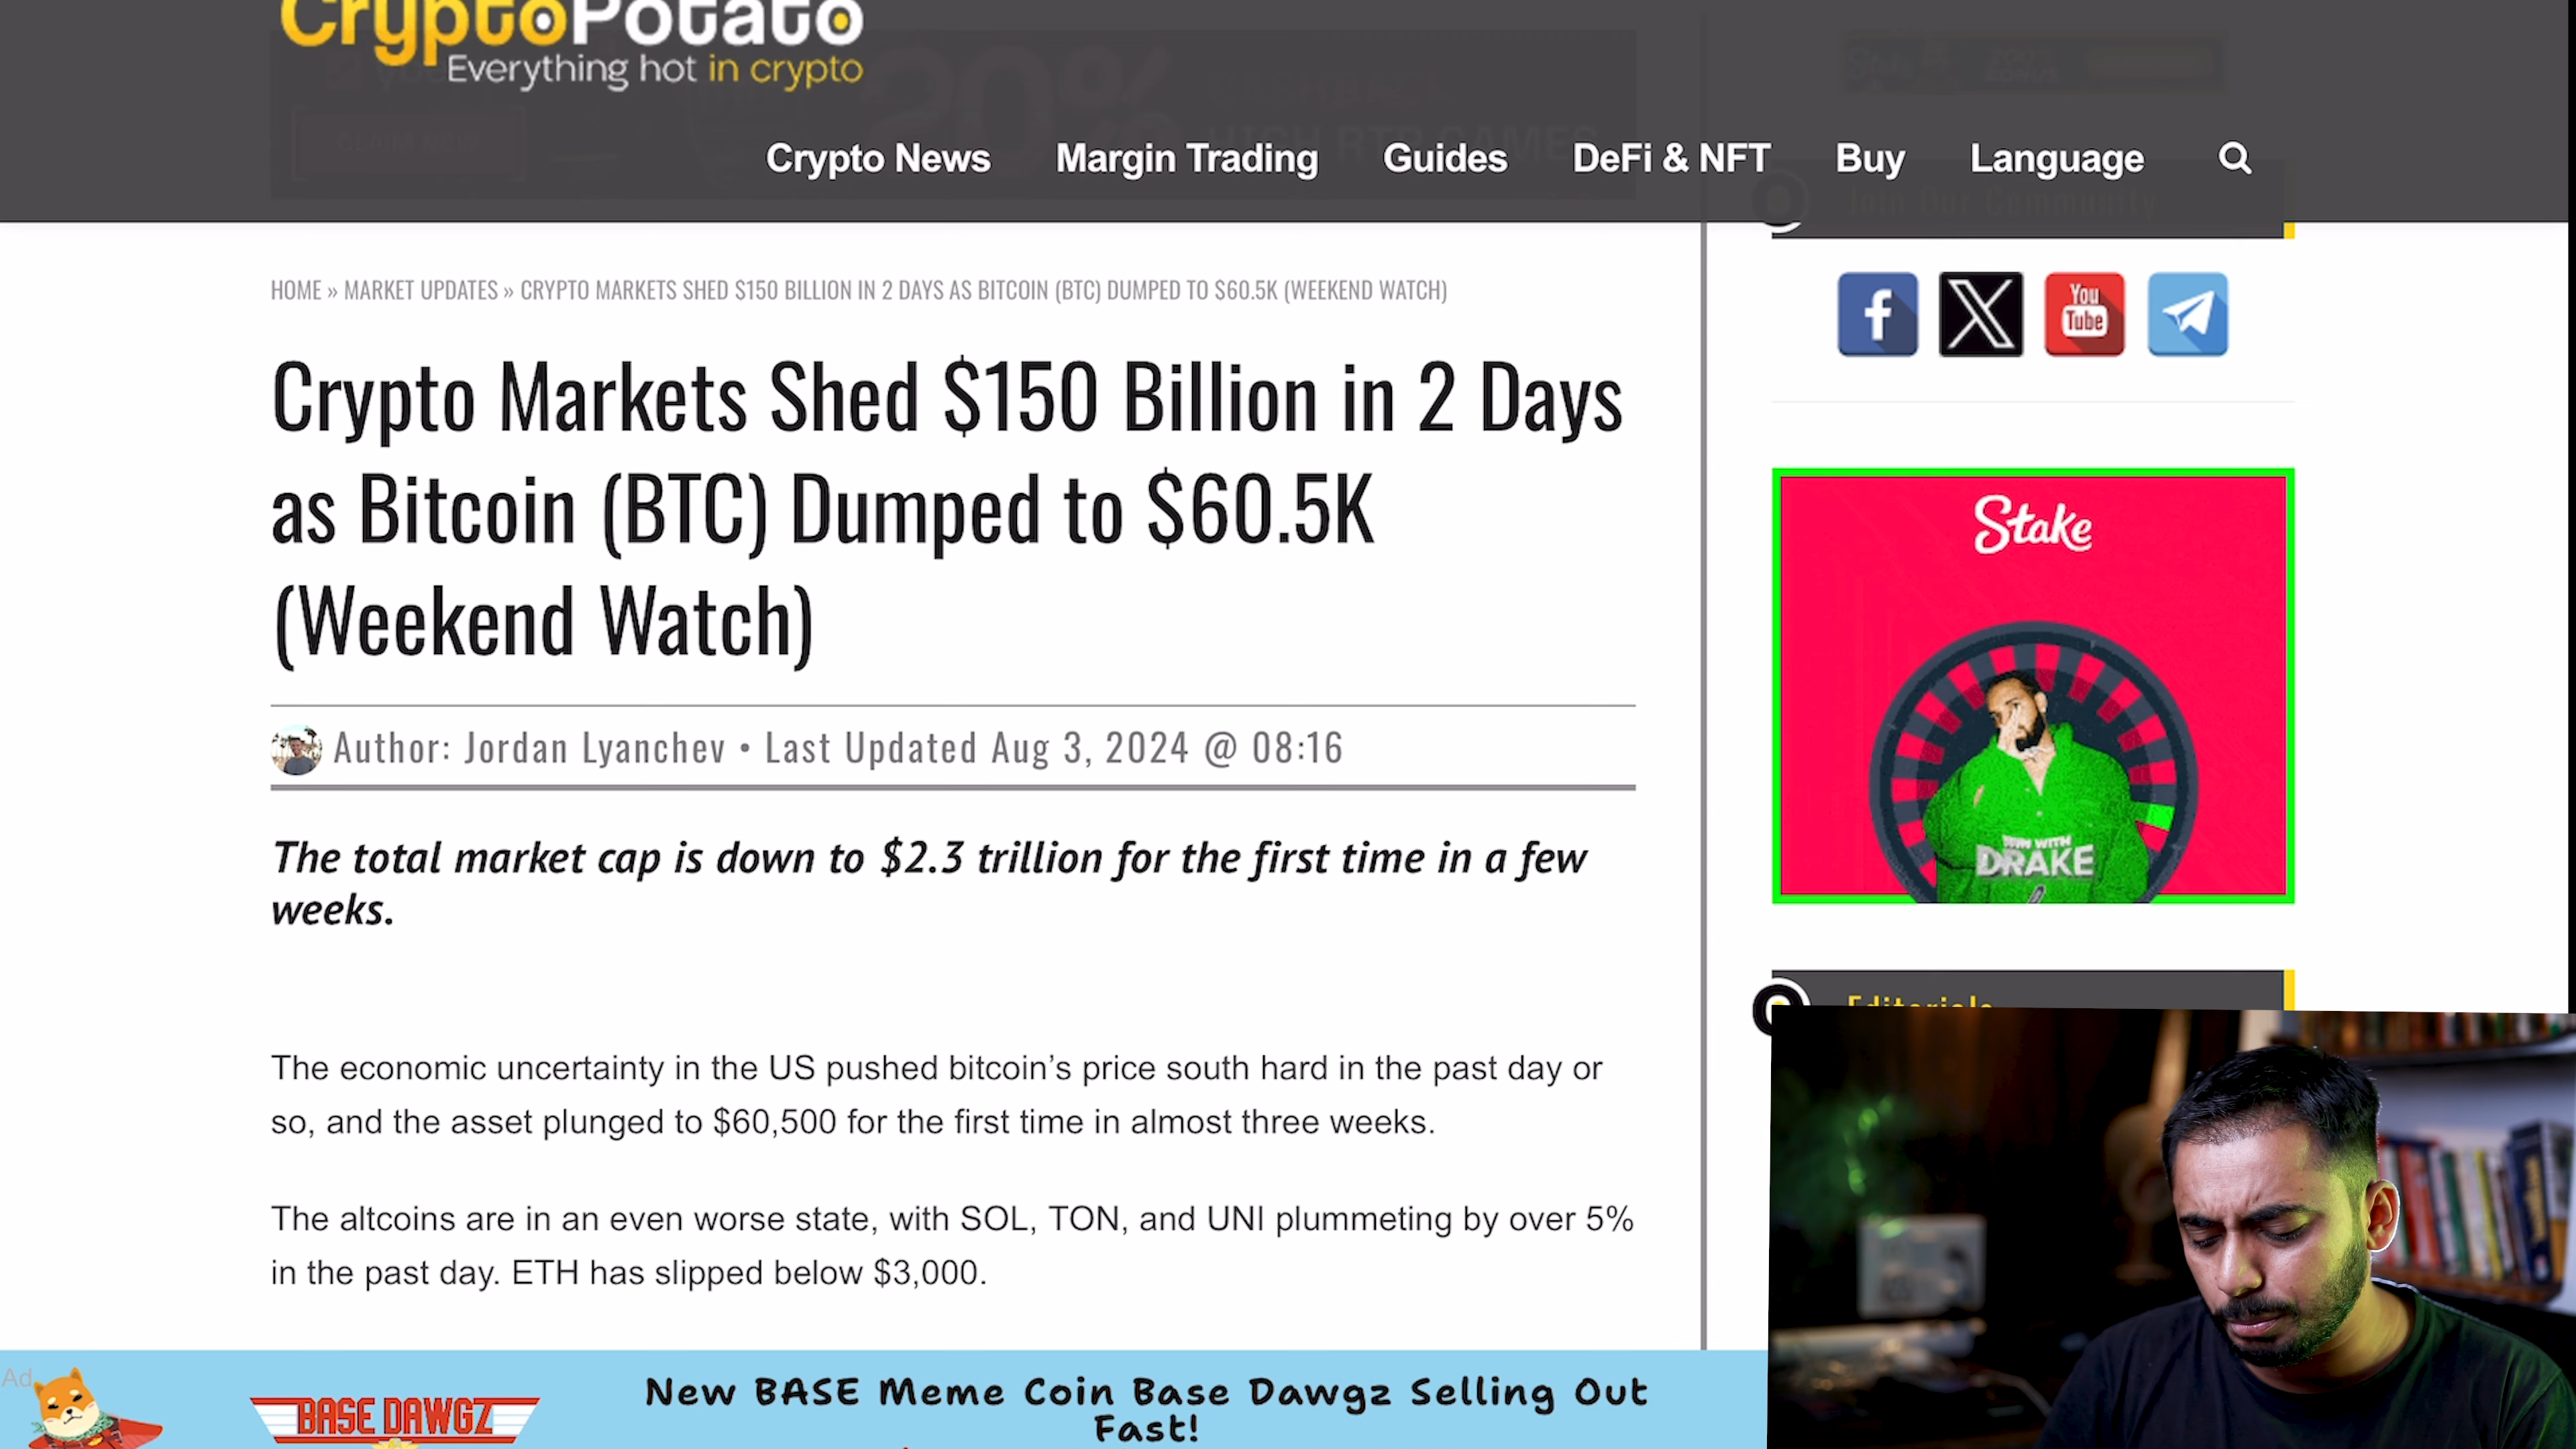 CryptoPotato
Everything hot in crypto
Crypto News Margin Trading Guides DeFi & NFT Buy Language
Join Our Community
HOME » MARKET UPDATES » CRYPTO MARKETS SHED $150 BILLION IN 2 DAYS AS BITCOIN (BTC) DUMPED TO $60.5K (WEEKEND WATCH)
Crypto Markets Shed $150 Billion in 2 Days
as Bitcoin (BTC) Dumped to $60.5K
(Weekend Watch)
Author: Jordan Lyanchev • Last Updated Aug 3, 2024 @ 08:16
The total market cap is down to $2.3 trillion for the first time in a few
weeks.
The economic uncertainty in the US pushed bitcoin’s price south hard in the past day or
so, and the asset plunged to $60,500 for the first time in almost three weeks.
The altcoins are in an even worse state, with SOL, TON, and UNI plummeting by over 5%
in the past day. ETH has slipped below $3,000.
You
Tube
Stake
WIN WITH
DRAKE
Editorials
Ad
BASE DAWGZ
New BASE Meme Coin Base Dawgz Selling Out
Fast!